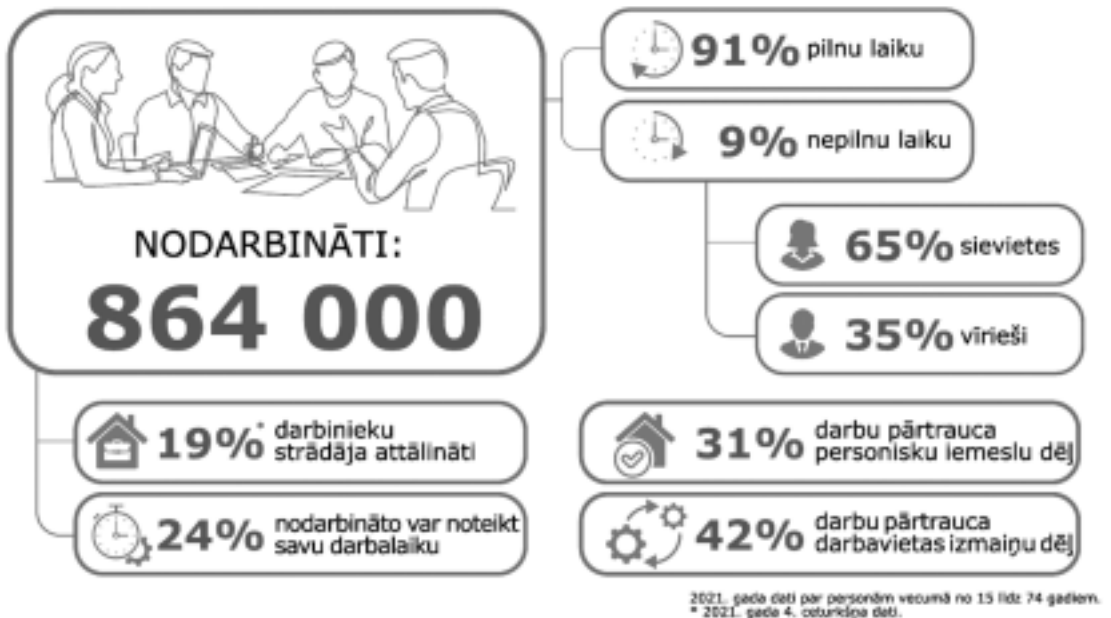 NODARBINĀTI:
864 000
91% pilnu laiku
9% nepilnu laiku
65% sievietes
35% vīrieši
19%* darbinieku
strādāja attālināti
24% nodarbināto var noteikt
savu darbalaiku
31% darbu pārtrauca
personisku iemeslu dēļ
42% darbu pārtrauca
darbavietas izmaiņu dēļ
2021. gada dati par personām vecumā no 15 līdz 74 gadiem.
* 2021. gada 4. ceturkšņa dati.